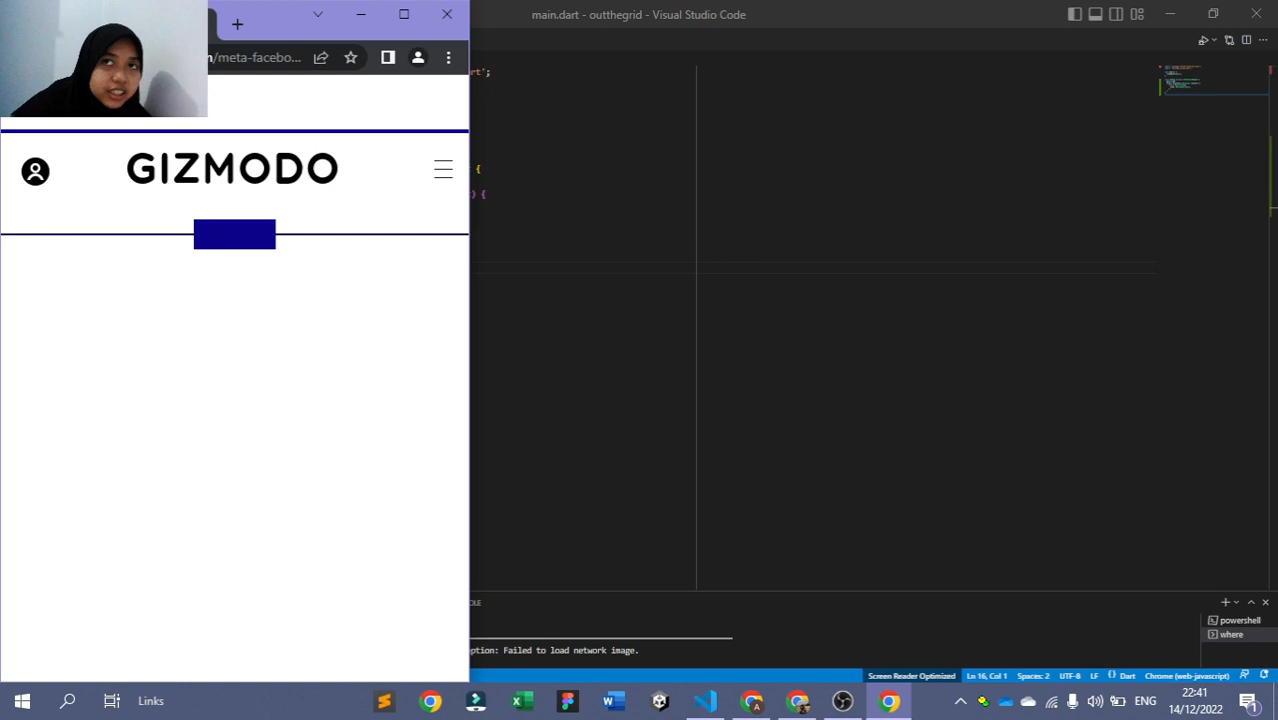 main.dart - outthegrid - Visual Studio Code
n/meta-facebo...
rt';
{
) {
GIZMODO
OLE
ption: Failed to load network image.
powershell
where
Screen Reader Optimized
Ln 16, Col 1
Spaces: 2
UTF-8
LF
{} Dart
Chrome (web-javascript)
Links
ENG
22:41
14/12/2022
1